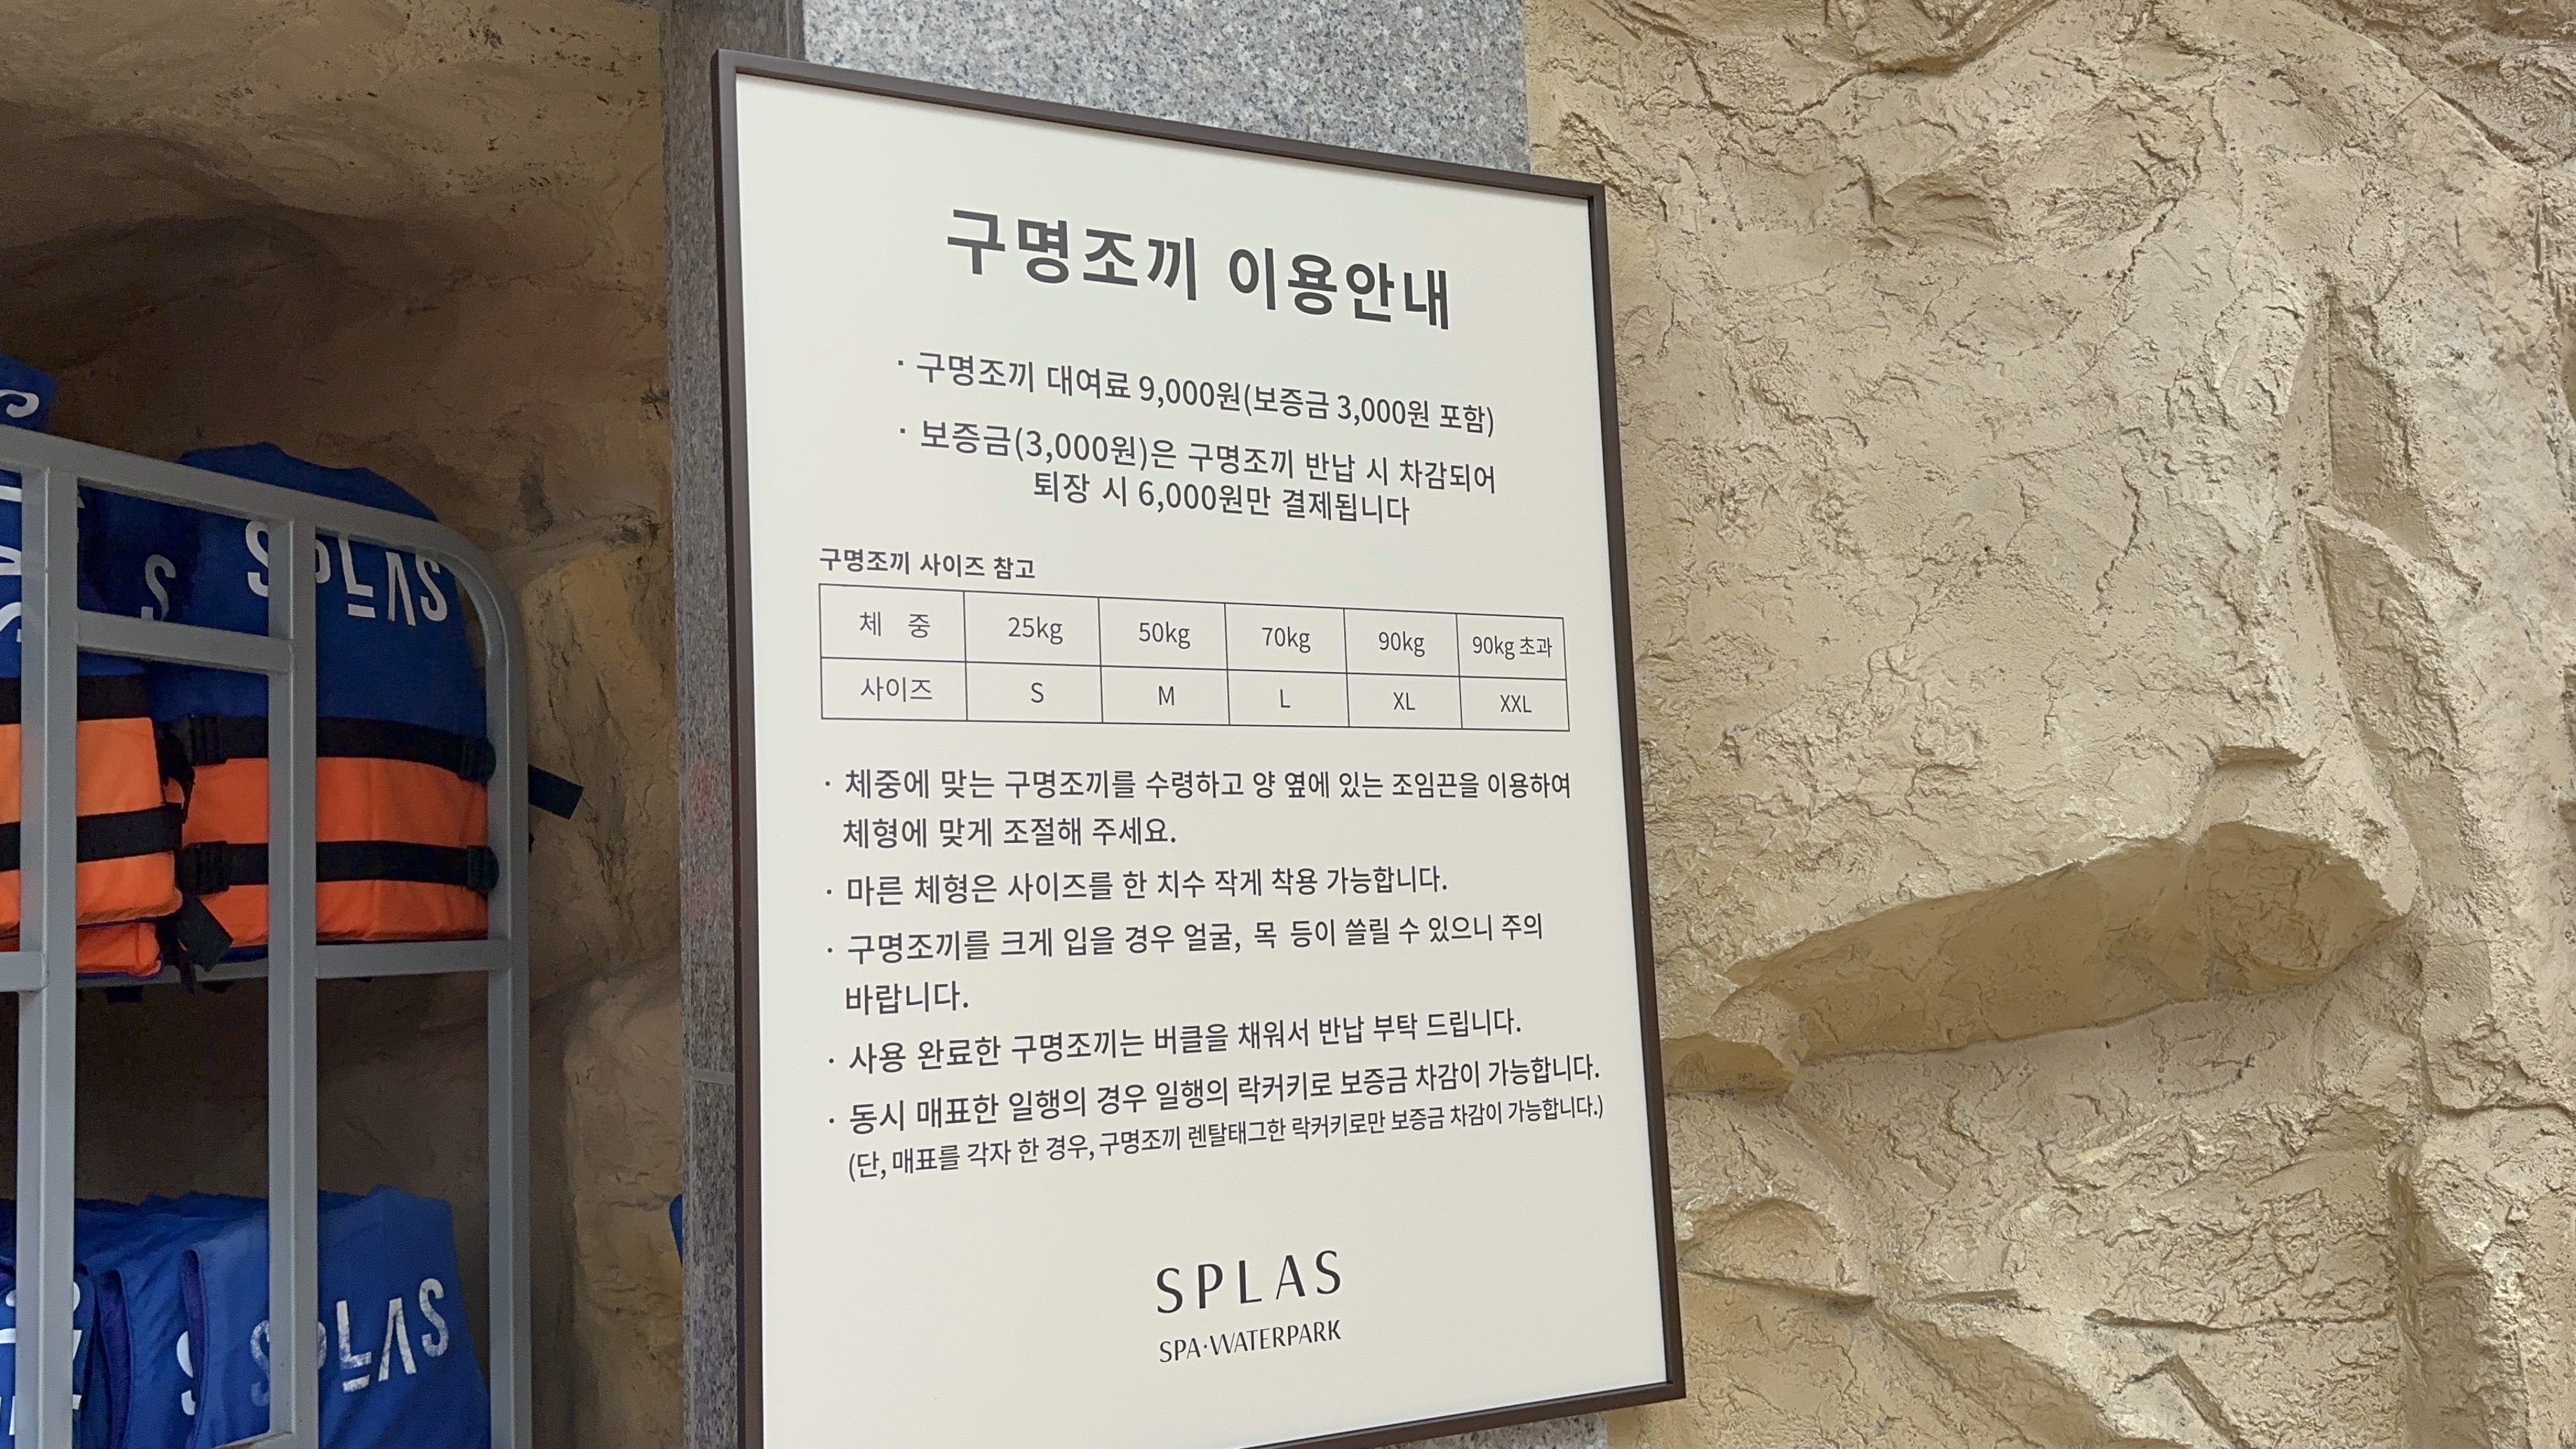 구명조끼 이용안내
· 구명조끼 대여료 9,000원(보증금 3,000원 포함)
· 보증금(3,000원)은 구명조끼 반납 시 차감되어
퇴장 시 6,000원만 결제됩니다
구명조끼 사이즈 참고
체 중 25kg 50kg 70kg 90kg 90kg 초과
사이즈 S M L XL XXL
· 체중에 맞는 구명조끼를 수령하고 양 옆에 있는 조임끈을 이용하여
체형에 맞게 조절해 주세요.
· 마른 체형은 사이즈를 한 치수 작게 착용 가능합니다.
· 구명조끼를 크게 입을 경우 얼굴, 목 등이 쓸릴 수 있으니 주의
바랍니다.
· 사용 완료한 구명조끼는 버클을 채워서 반납 부탁 드립니다.
· 동시 매표한 일행의 경우 일행의 락커키로 보증금 차감이 가능합니다.
(단, 매표를 각자 한 경우, 구명조끼 렌탈태그한 락커키로만 보증금 차감이 가능합니다.)
SPLAS
SPA·WATERPARK
SPLAS
SPLAS